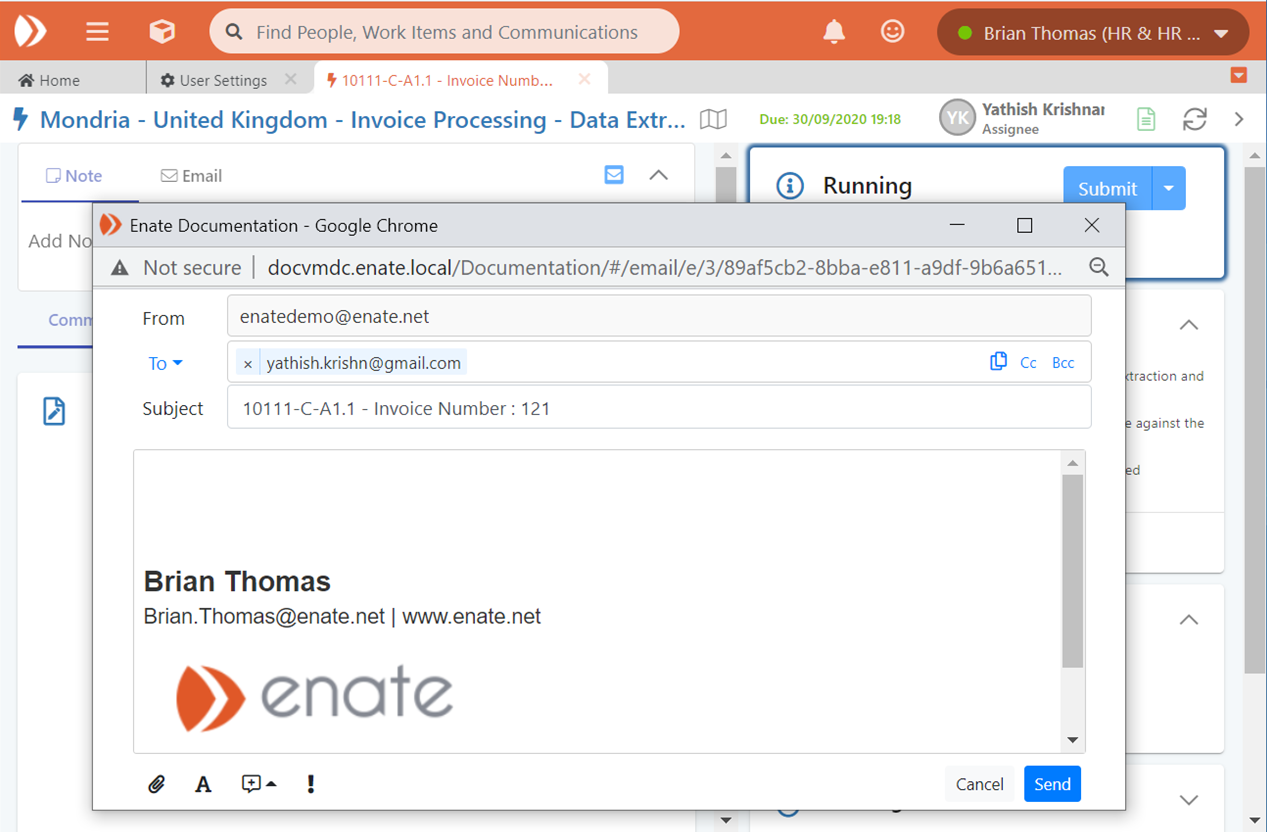 Find People, Work Items and Communications
Brian Thomas (HR & HR ...
Home
User Settings
10111-C-A1.1 - Invoice Numb...
Mondria - United Kingdom - Invoice Processing - Data Extr...
Due: 30/09/2020 19:18
YK
Yathish Krishnar
Assignee
Note
Email
Running
Submit
Add No
Comm
Enate Documentation - Google Chrome
Not secure | docvmdc.enate.local/Documentation/#/email/e/3/89af5cb2-8bba-e811-a9df-9b6a651...
From
enatedemo@enate.net
To
× yathish.krishn@gmail.com
Cc
Bcc
Subject
10111-C-A1.1 - Invoice Number : 121
xtraction and
e against the
ed
Brian Thomas
Brian.Thomas@enate.net | www.enate.net
enate
A
Cancel
Send